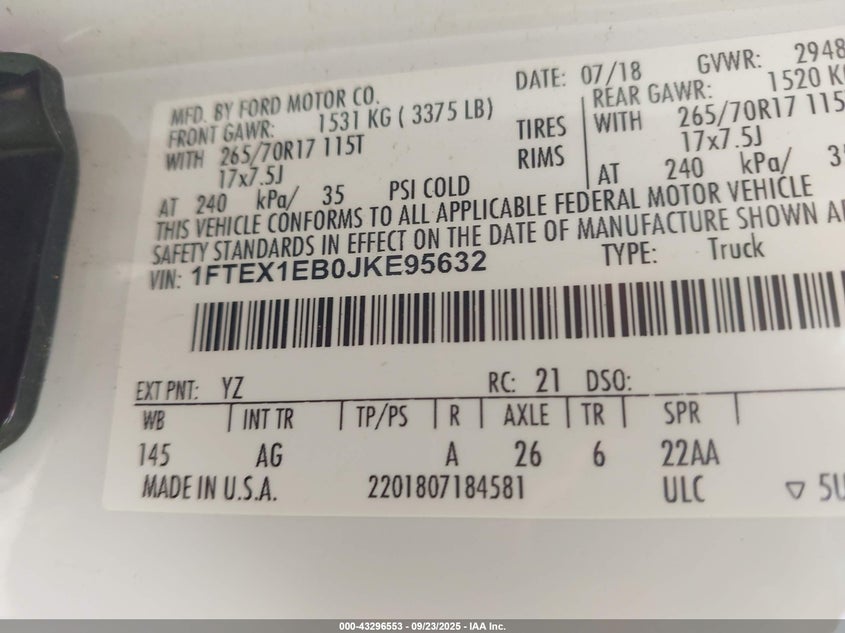 MFD. BY FORD MOTOR CO.
DATE: 07/18
GVWR: 2948
FRONT GAWR: 1531 KG ( 3375 LB)
REAR GAWR: 1520 KG
WITH 265/70R17 115T
TIRES
WITH 265/70R17 115
17x7.5J
RIMS
17x7.5J
AT 240 kPa/ 35 PSI COLD
AT 240 kPa/
THIS VEHICLE CONFORMS TO ALL APPLICABLE FEDERAL MOTOR VEHICLE
SAFETY STANDARDS IN EFFECT ON THE DATE OF MANUFACTURE SHOWN
VIN: 1FTEX1EB0JKE95632
TYPE: Truck
EXT PNT: YZ RC: 21 DSO:
WB INT TR TP/PS R AXLE TR SPR
145 AG A 26 6 22AA
MADE IN U.S.A. 2201807184581 ULC ▽ 5U
000-43296553 - 09/23/2025 - IAA Inc.